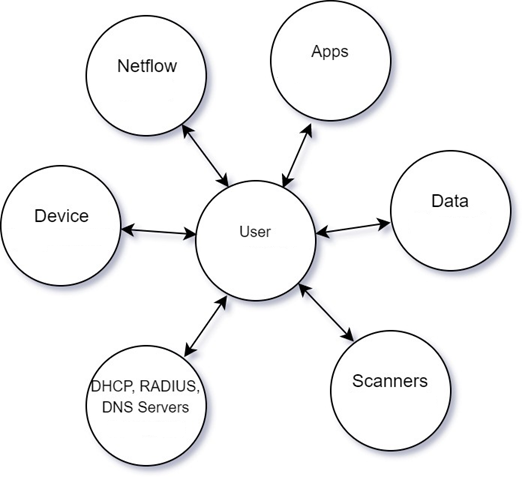 Netflow
Apps
Device
User
Data
DHCP, RADIUS,
DNS Servers
Scanners